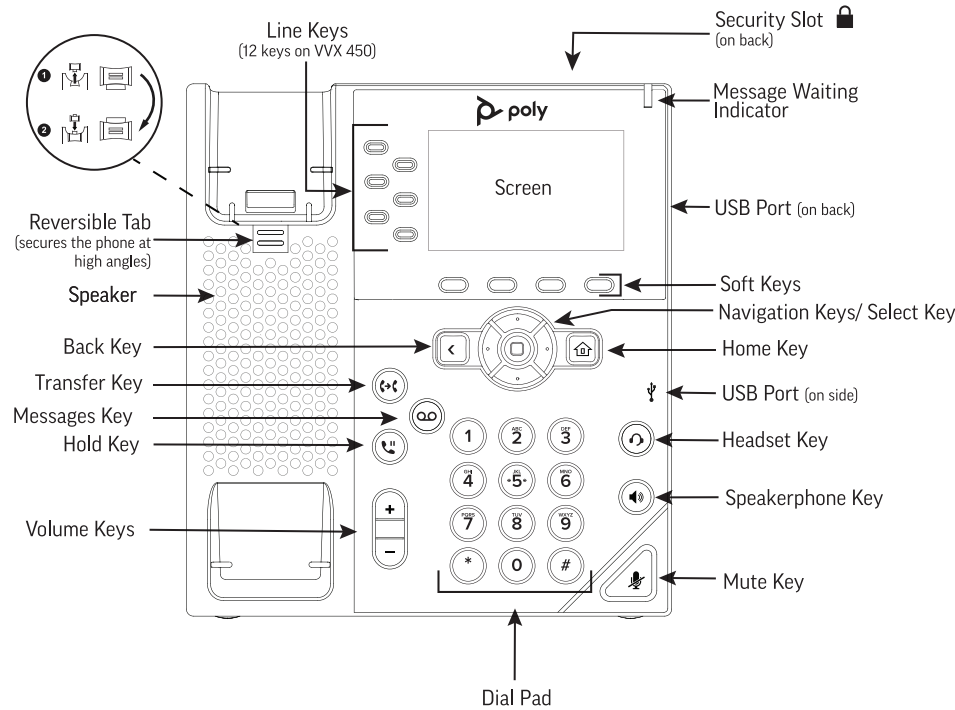 Line Keys
(12 keys on VVX 450)
Security Slot
(on back)
Message Waiting
Indicator
1
2
poly
Screen
USB Port (on back)
Reversible Tab
(secures the phone at
high angles)
Speaker
Soft Keys
Navigation Keys/ Select Key
Back Key
Home Key
Transfer Key
USB Port (on side)
Messages Key
Hold Key
Headset Key
1
ABC
2
DEF
3
GHI
4
JKL
5
MNO
6
Speakerphone Key
PQRS
7
TUV
8
WXYZ
9
Volume Keys
+
−
*
0
#
Mute Key
Dial Pad